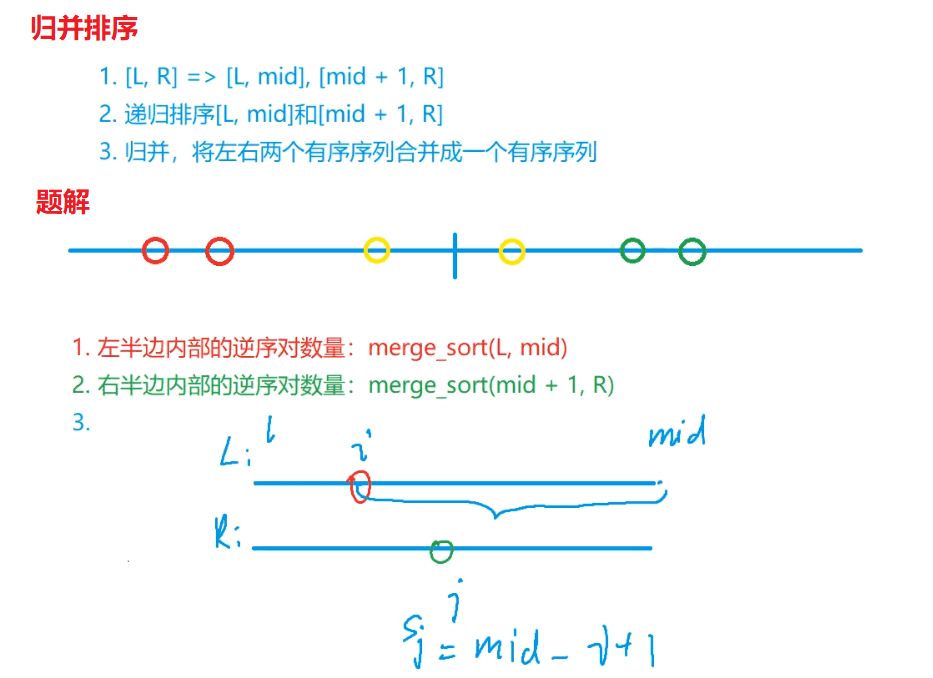 归并排序
1. [L, R] => [L, mid], [mid + 1, R]
2. 递归排序[L, mid]和[mid + 1, R]
3. 归并，将左右两个有序序列合并成一个有序序列
题解
1. 左半边内部的逆序对数量：merge_sort(L, mid)
2. 右半边内部的逆序对数量：merge_sort(mid + 1, R)
3.
Li l i mid
Ri
j
Sj = mid - i + 1